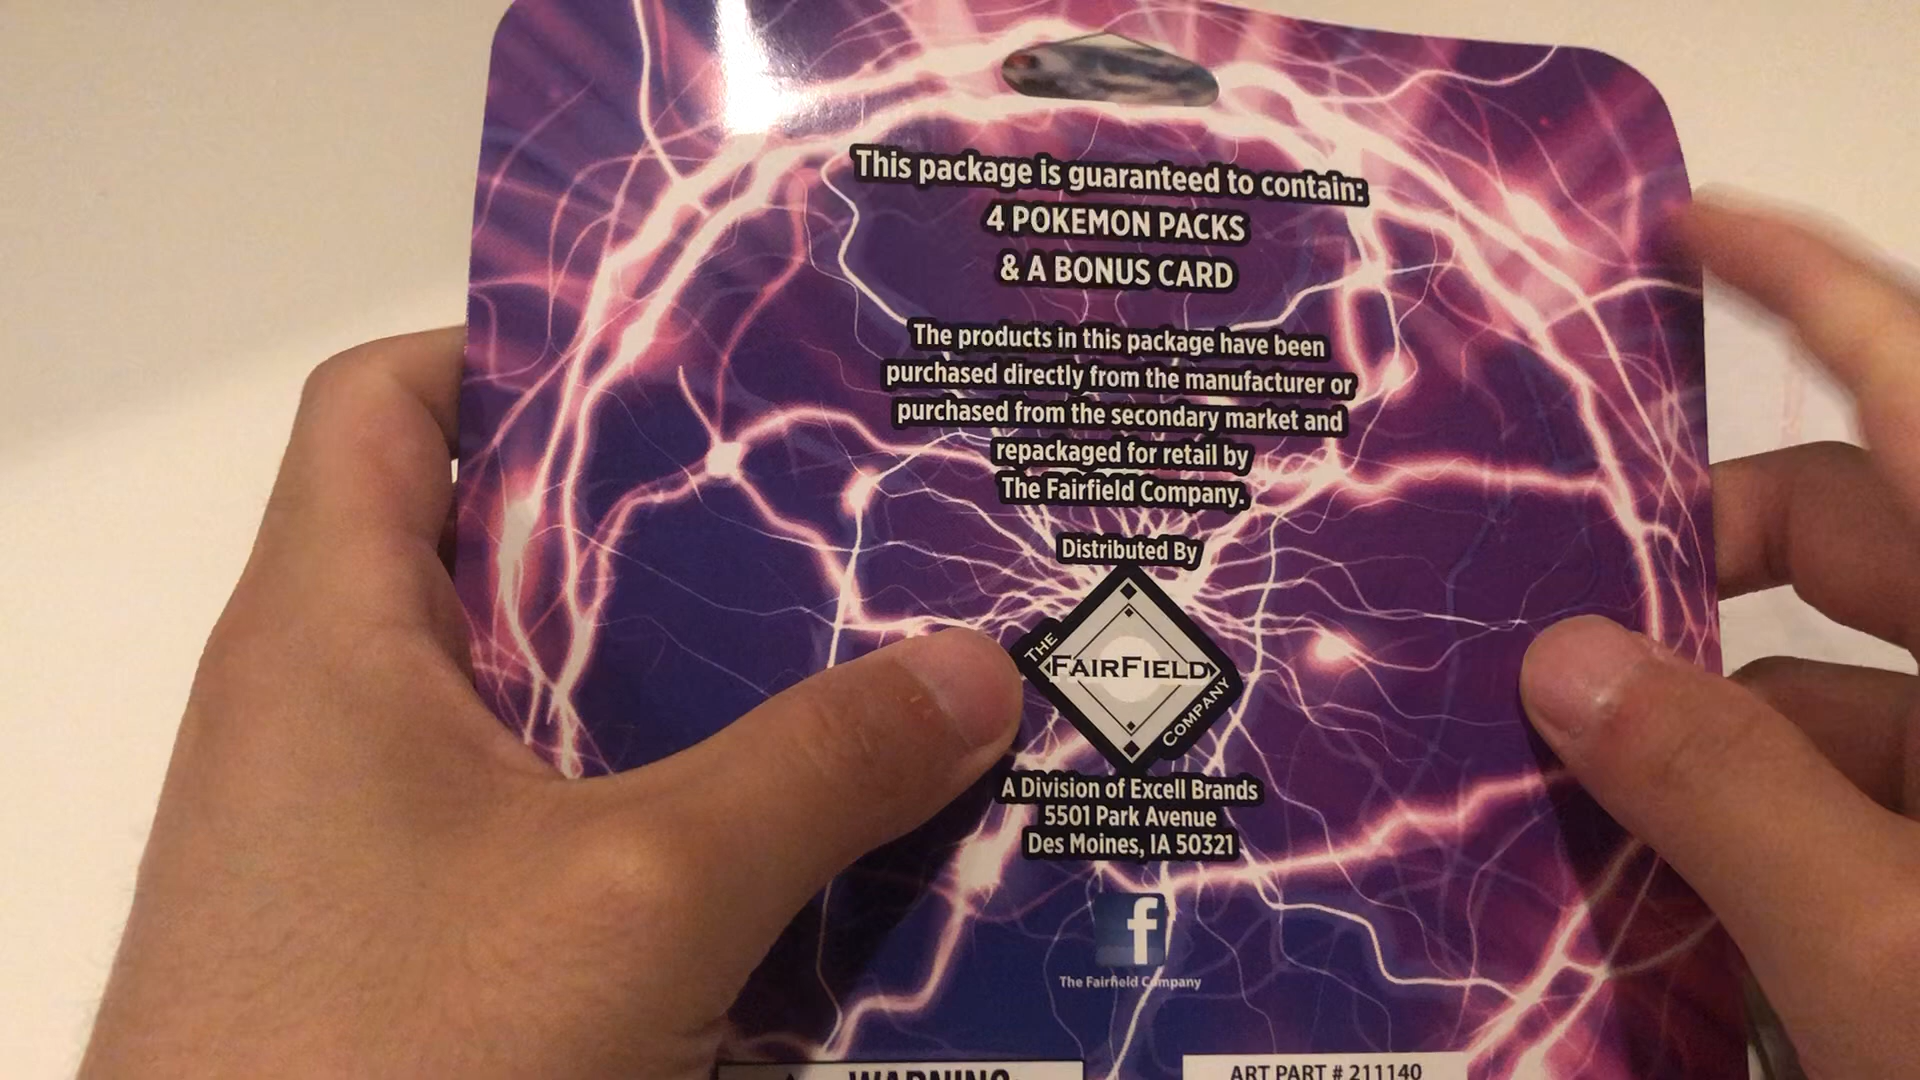 This package is guaranteed to contain:
4 POKEMON PACKS
& A BONUS CARD
The products in this package have been
purchased directly from the manufacturer or
purchased from the secondary market and
repackaged for retail by
The Fairfield Company.
Distributed By
THE
FAIRFIELD
COMPANY
A Division of Excell Brands
5501 Park Avenue
Des Moines, IA 50321
f
The Fairfield Company
WARNING:
ART PART # 211140